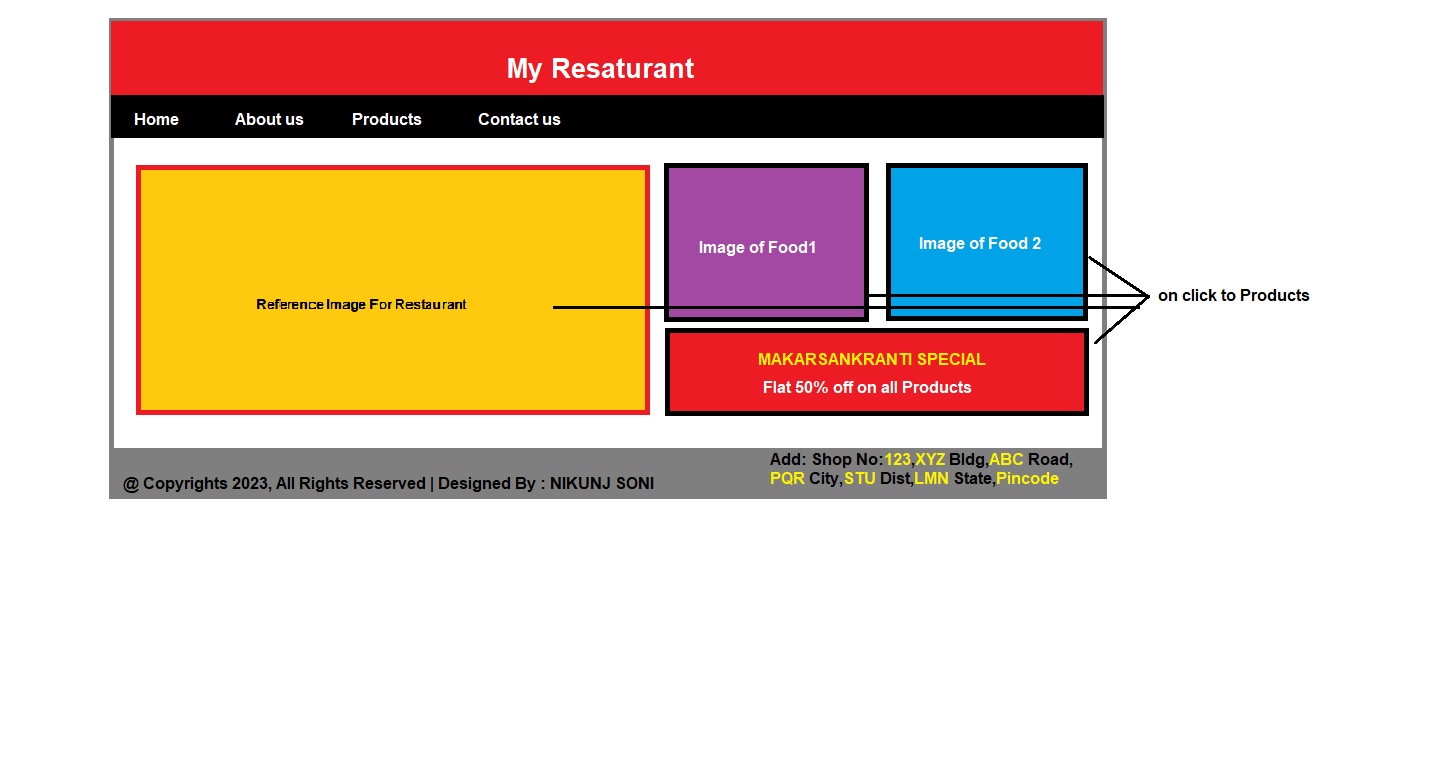 My Resaturant
Home About us Products Contact us
Reference Image For Restaurant
Image of Food1
Image of Food 2
on click to Products
MAKARSANKRANTI SPECIAL
Flat 50% off on all Products
@ Copyrights 2023, All Rights Reserved | Designed By : NIKUNJ SONI
Add: Shop No:123,XYZ Bldg,ABC Road,
PQR City,STU Dist,LMN State,Pincode